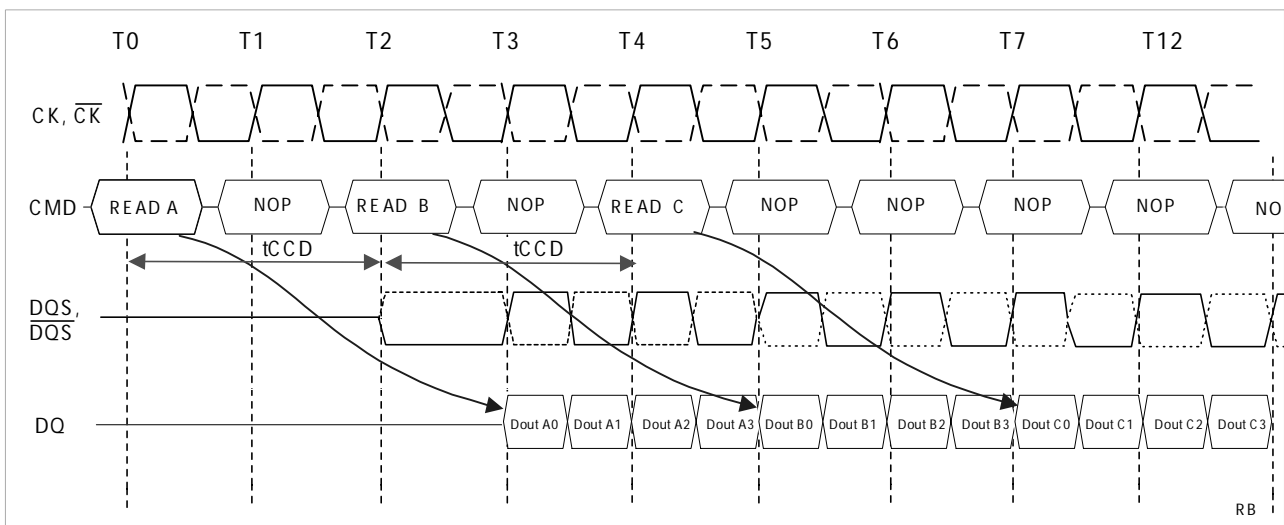 T0 T1 T2 T3 T4 T5 T6 T7 T12
CK, CK
CMD READ A NOP READ B NOP READ C NOP NOP NOP NOP NO
tCCD tCCD
DQS,
DQS
DQ Dout A0 Dout A1 Dout A2 Dout A3 Dout B0 Dout B1 Dout B2 Dout B3 Dout C0 Dout C1 Dout C2 Dout C3
RB